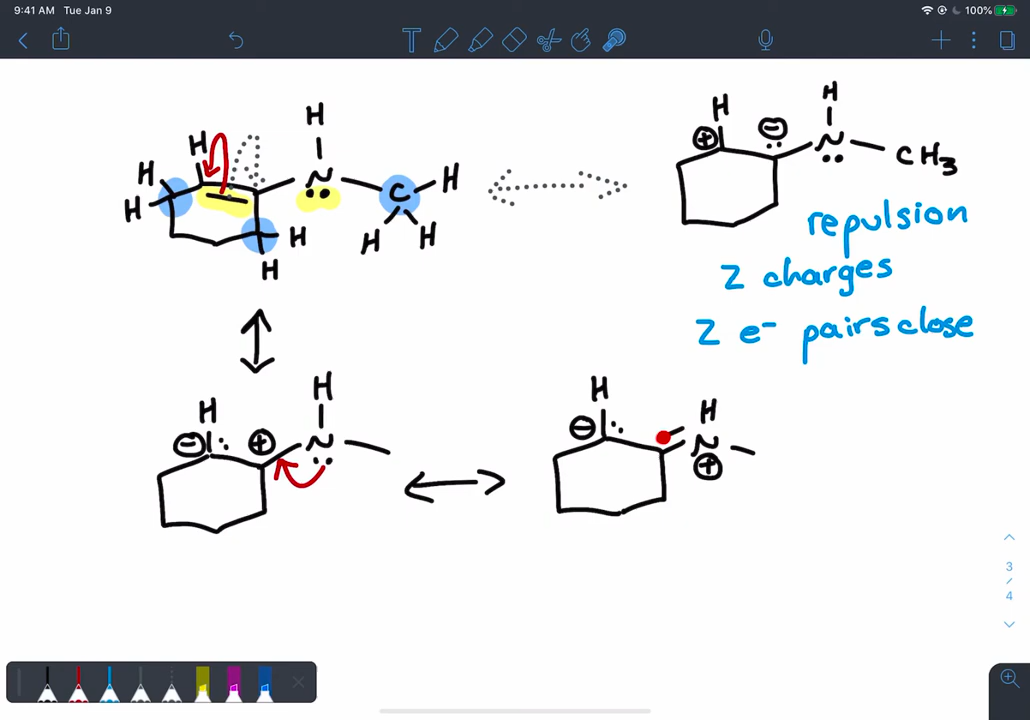 9:41 AM Tue Jan 9
100%
T
H
H
H
N
H
H
C
H
H
H
H
H
H
⊕
⊖
N
CH3
repulsion
2 charges
2 e⁻ pairs close
H
H
⊖
⊕
N
H
H
⊖
N
⊕
3
/
4